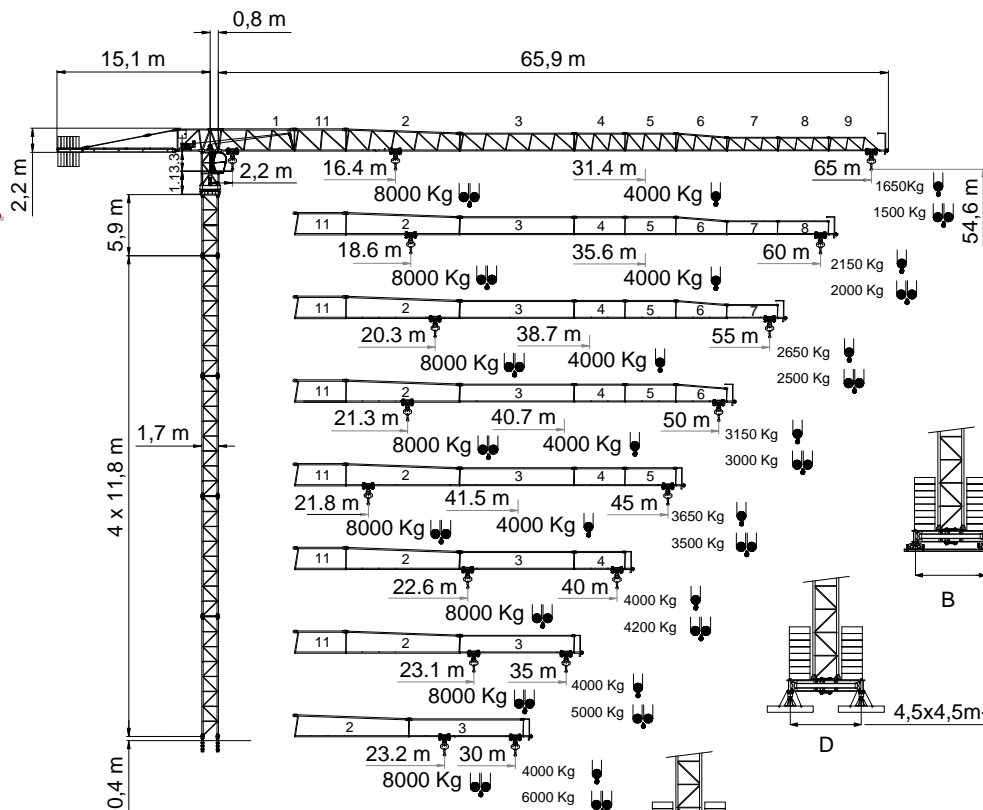 0,8 m
15,1 m
65,9 m
1 11 2 3 4 5 6 7 8 9
2,2 m
2,2 m
16.4 m
31.4 m
65 m
8000 Kg
4000 Kg
1650Kg
1500 Kg
54,6 m
5,9 m
11 2 3 4 5 6 7 8
18.6 m
35.6 m
60 m
8000 Kg
4000 Kg
2150 Kg
2000 Kg
11 2 3 4 5 6 7
20.3 m
38.7 m
55 m
8000 Kg
4000 Kg
2650 Kg
2500 Kg
11 2 3 4 5 6
21.3 m
40.7 m
50 m
8000 Kg
4000 Kg
3150 Kg
3000 Kg
1,7 m
4 x 11,8 m
11 2 3 4 5
21.8 m
41.5 m
45 m
8000 Kg
4000 Kg
3650 Kg
3500 Kg
11 2 3 4
22.6 m
40 m
8000 Kg
4000 Kg
4200 Kg
B
11 2 3
23.1 m
35 m
8000 Kg
4000 Kg
5000 Kg
4,5x4,5m
D
2 3
23.2 m
30 m
8000 Kg
4000 Kg
6000 Kg
0,4 m